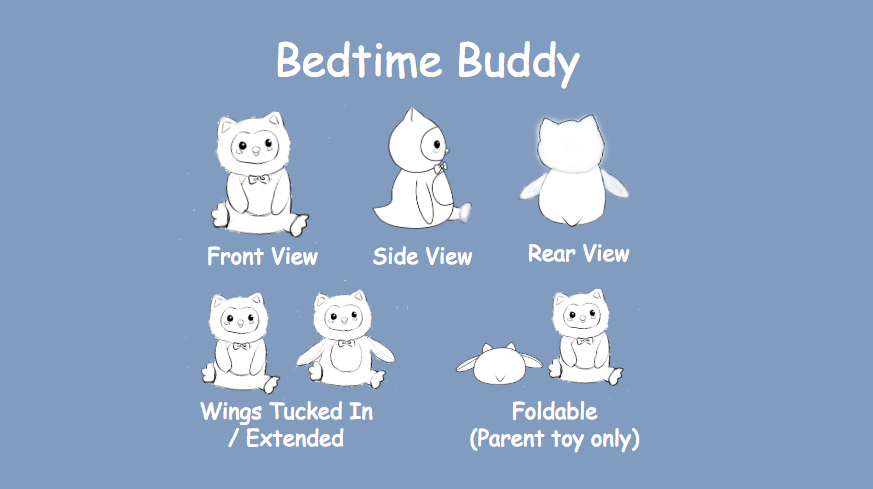 Bedtime Buddy
Front View
Side View
Rear View
Wings Tucked In
/ Extended
Foldable
(Parent toy only)